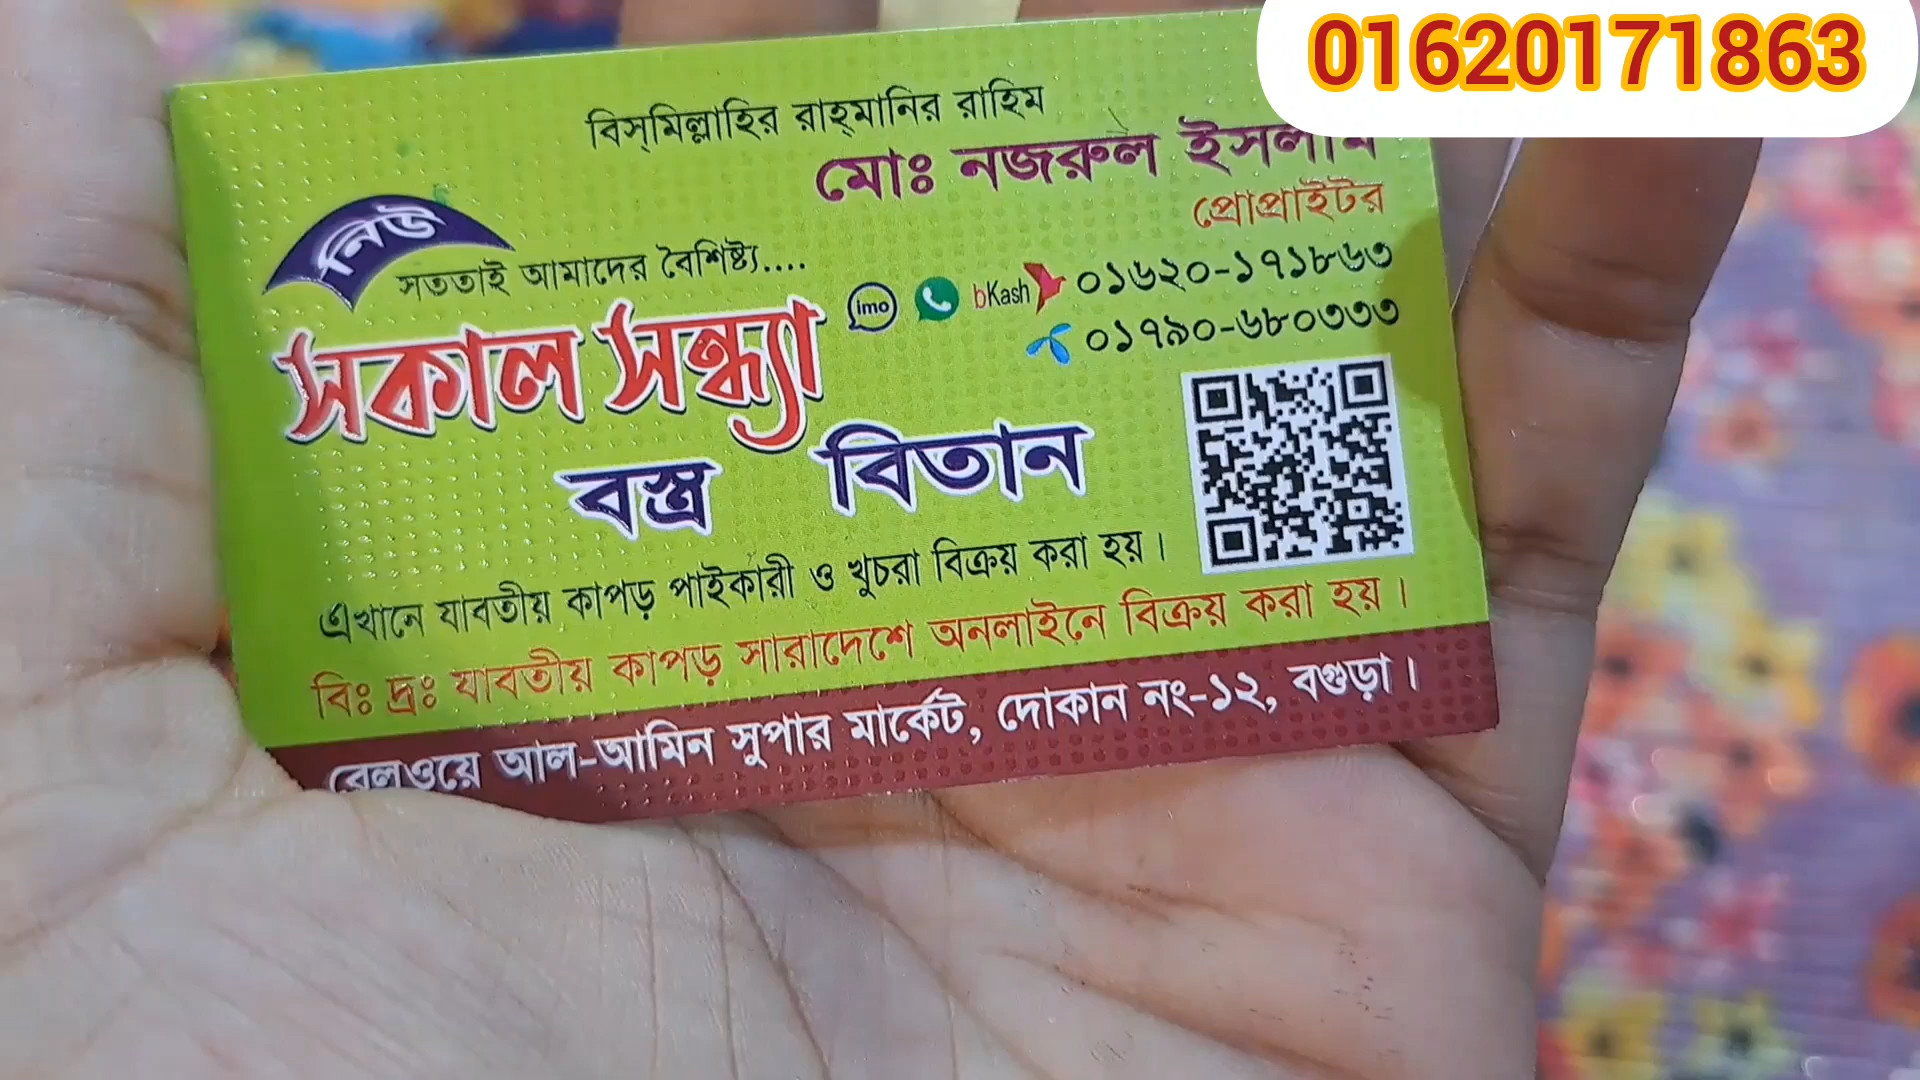 01620171863
বিস্‌মিল্লাহির রাহ্‌মানির রাহিম
মোঃ নজরুল ইসলাম
প্রোপ্রাইটর
নিউ
সততাই আমাদের বৈশিষ্ট্য....
imo bKash ০১৬২০-১৭১৮৬৩
০১৭৯০-৬৮০৩৩৩
সকাল সন্ধ্যা
বস্ত্র বিতান
এখানে যাবতীয় কাপড় পাইকারী ও খুচরা বিক্রয় করা হয়।
বিঃ দ্রঃ যাবতীয় কাপড় সারাদেশে অনলাইনে বিক্রয় করা হয়।
রেলওয়ে আল-আমিন সুপার মার্কেট, দোকান নং-১২, বগুড়া।